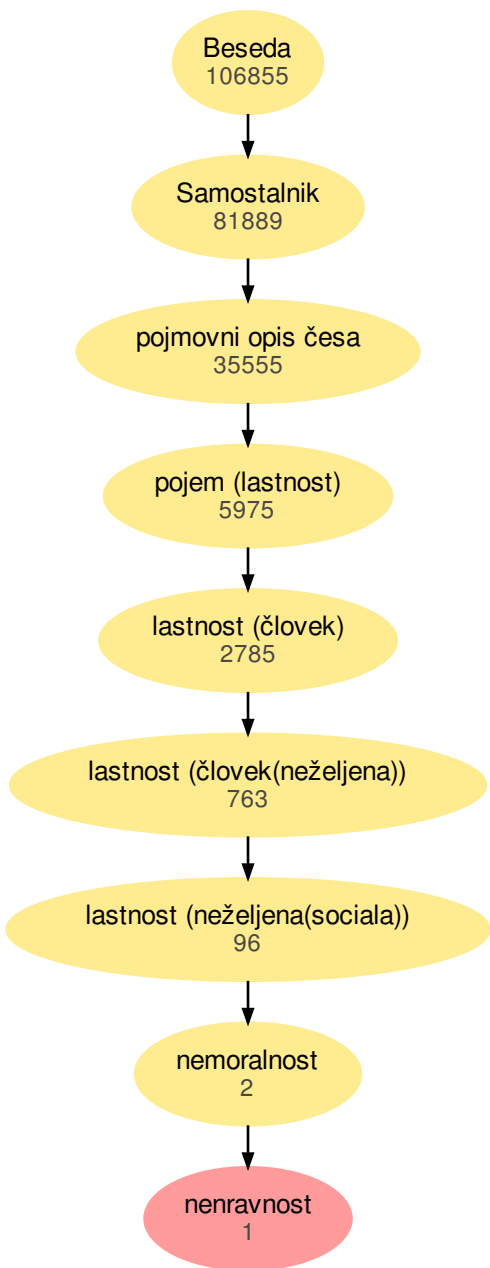 Beseda
106855
Samostalnik
81889
pojmovni opis česa
35555
pojem (lastnost)
5975
lastnost (človek)
2785
lastnost (človek(neželjena))
763
lastnost (neželjena(sociala))
96
nemoralnost
2
nenravnost
1